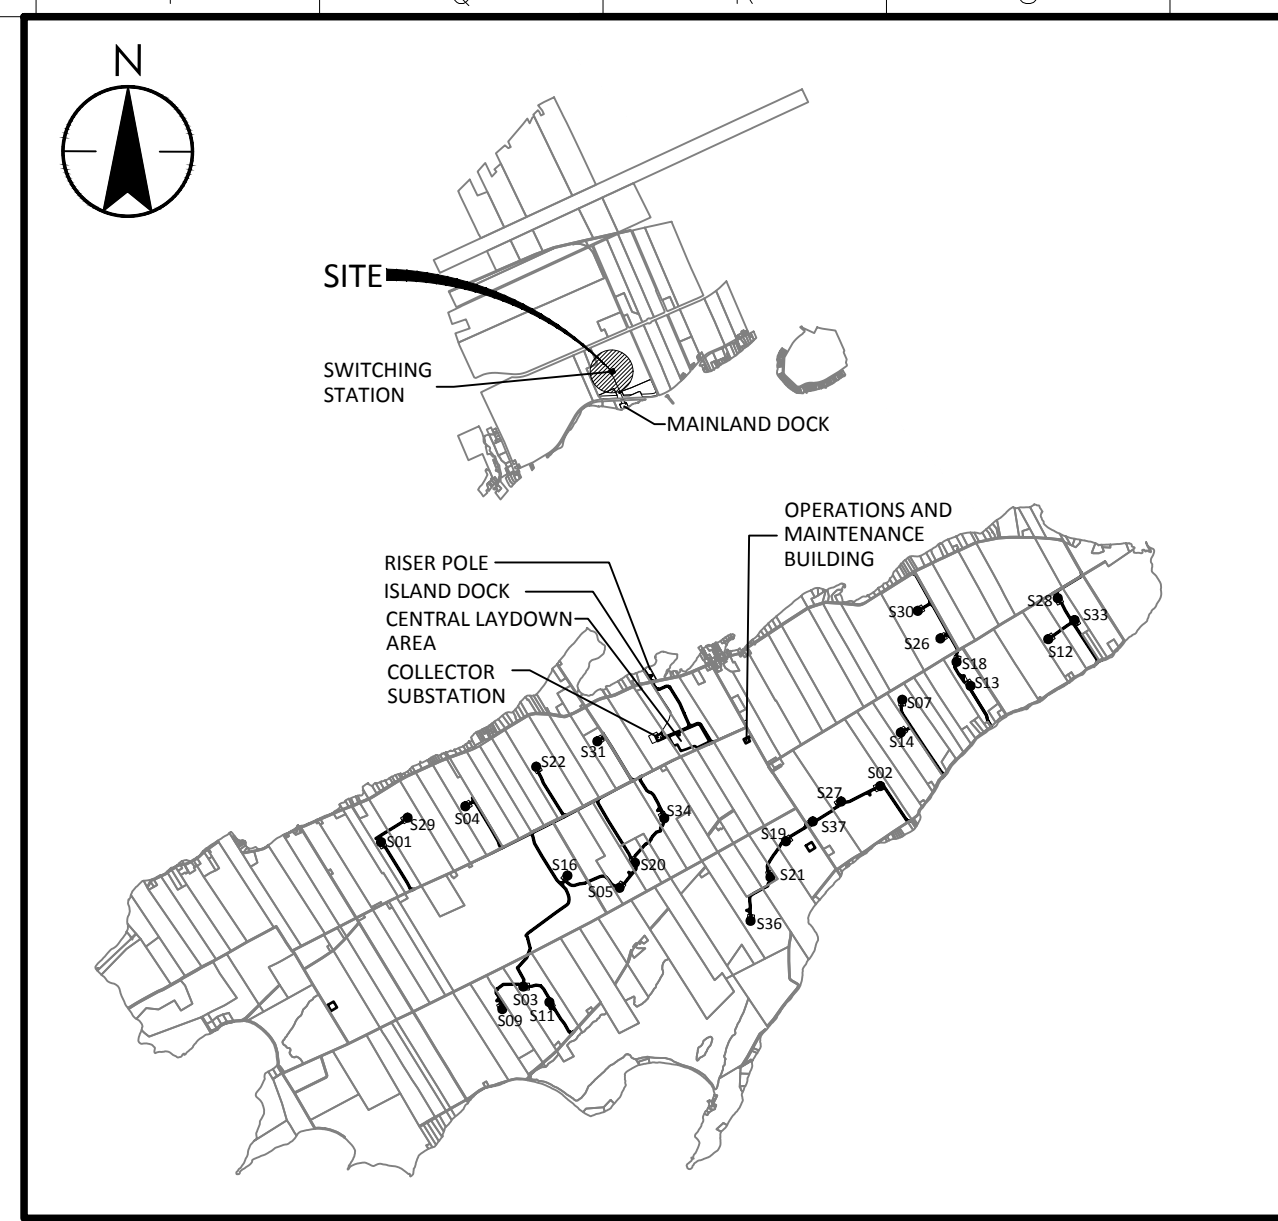 N
SITE
SWITCHING
STATION
MAINLAND DOCK
OPERATIONS AND
MAINTENANCE
BUILDING
RISER POLE
ISLAND DOCK
CENTRAL LAYDOWN
AREA
COLLECTOR
SUBSTATION
S28
S30
S33
S26
S12
S18
S13
S07
S14
S31
S22
S02
S27
S04
S34
S29
S37
S01
S19
S20
S16
S21
S05
S36
S03
S09
S11